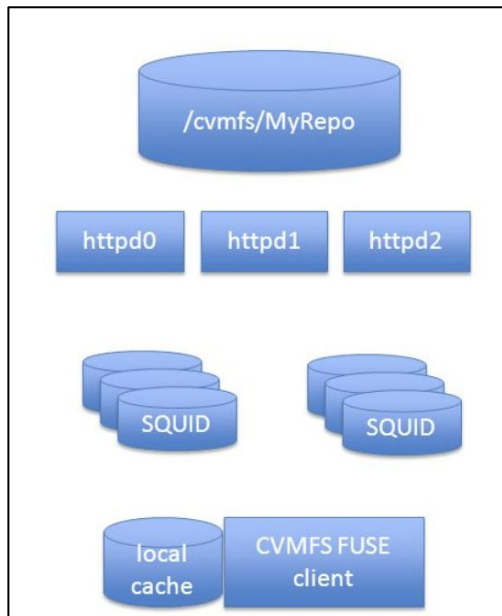 /cvmfs/MyRepo
httpd0 httpd1 httpd2
SQUID SQUID
local
cache
CVMFS FUSE
client